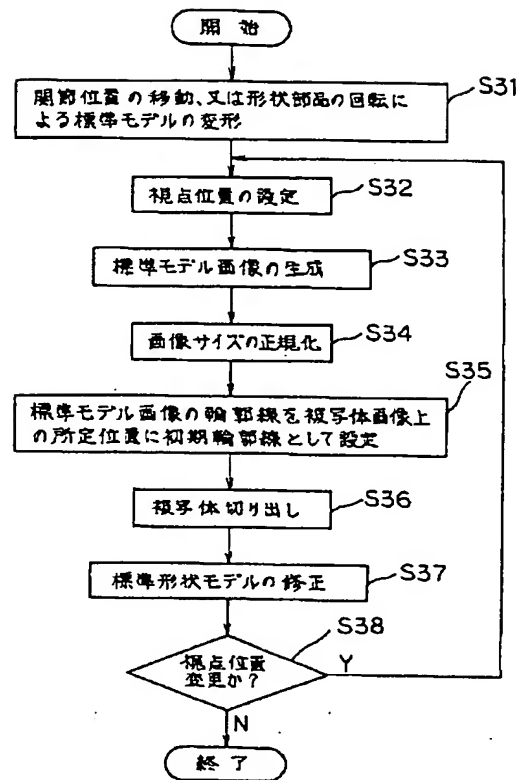 開始
S31
関節位置の移動、又は形状部品の回転に
よる標準モデルの変形
S32
視点位置の設定
S33
標準モデル画像の生成
S34
画像サイズの正規化
S35
標準モデル画像の輪郭線を複写体画像上
の所定位置に初期輪郭線として設定
S36
複写体切り出し
S37
標準形状モデルの修正
S38
視点位置
変更か?
Y
N
終了